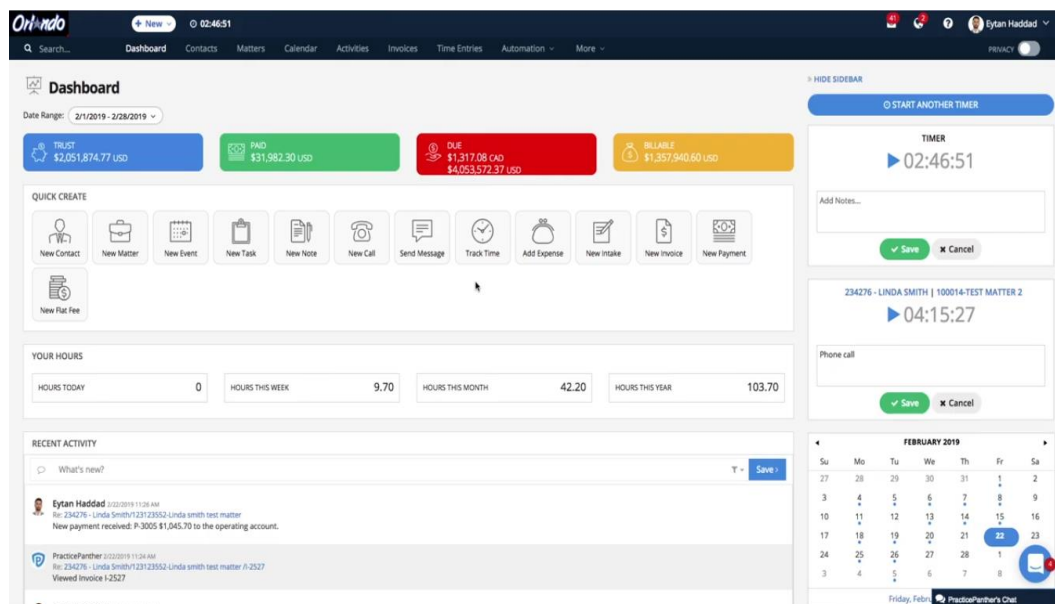 Orlando
+ New
02:46:51
41
2
Eytan Haddad
Search...
Dashboard
Contacts
Matters
Calendar
Activities
Invoices
Time Entries
Automation
More
PRIVACY
Dashboard
Date Range: 2/1/2019 - 2/28/2019
TRUST
$2,051,874.77 USD
PAID
$31,982.30 USD
DUE
$1,317.08 CAD
$4,053,572.37 USD
BILLABLE
$1,357,940.60 USD
QUICK CREATE
New Contact
New Matter
New Event
New Task
New Note
New Call
Send Message
Track Time
Add Expense
New Intake
New Invoice
New Payment
New Flat Fee
YOUR HOURS
HOURS TODAY 0
HOURS THIS WEEK 9.70
HOURS THIS MONTH 42.20
HOURS THIS YEAR 103.70
RECENT ACTIVITY
What's new?
T
Save ›
Eytan Haddad 2/22/2019 11:26 AM
Re: 234276 - Linda Smith/123123552-Linda smith test matter
New payment received: P-3005 $1,045.70 to the operating account.
PracticePanther 2/22/2019 11:24 AM
Re: 234276 - Linda Smith/123123552-Linda smith test matter /I-2527
Viewed Invoice I-2527
HIDE SIDEBAR
START ANOTHER TIMER
TIMER
02:46:51
Add Notes...
Save
Cancel
234276 - LINDA SMITH | 100014-TEST MATTER 2
04:15:27
Phone call
Save
Cancel
FEBRUARY 2019
Su Mo Tu We Th Fr Sa
27 28 29 30 31 1 2
3 4 5 6 7 8 9
10 11 12 13 14 15 16
17 18 19 20 21 22 23
24 25 26 27 28 1
3 4 5 6 7 8
4
Friday,
PracticePanther's Chat